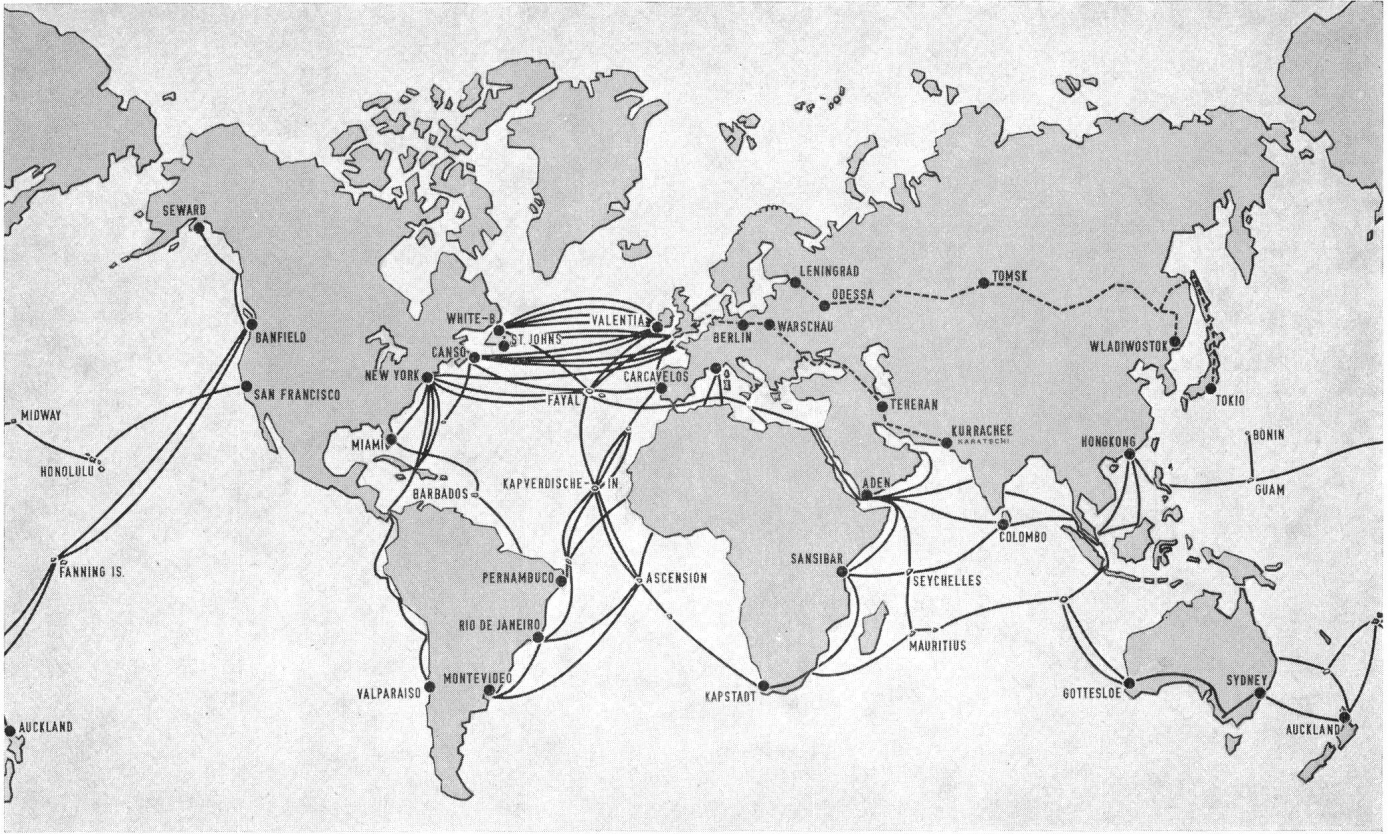 SEWARD
BANFIELD
SAN FRANCISCO
MIDWAY
HONOLULU
FANNING IS.
AUCKLAND
WHITE-B.
ST. JOHNS
CANSO
NEW YORK
MIAMI
BARBADOS
VALENTIA
CARCAVELOS
FAYAL
KAPVERDISCHE-IN.
PERNAMBUCO
ASCENSION
RIO DE JANEIRO
MONTEVIDEO
VALPARAISO
KAPSTADT
LENINGRAD
ODESSA
TOMSK
BERLIN
WARSCHAU
WLADIWOSTOK
TOKIO
TEHERAN
KURRACHEE
KARATSCHI
HONGKONG
BONIN
GUAM
ADEN
COLOMBO
SANSIBAR
SEYCHELLES
MAURITIUS
GOTTESLOE
SYDNEY
AUCKLAND